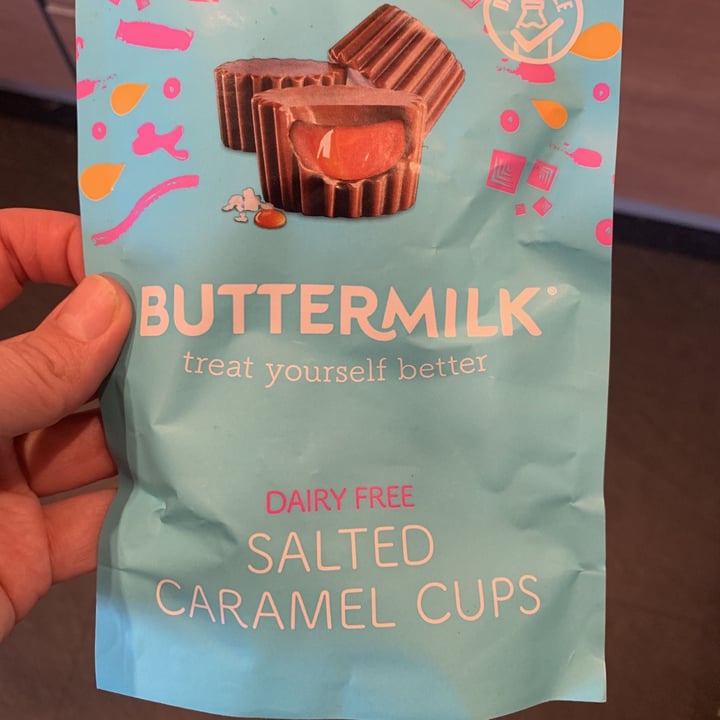 BUTTERMILK®
treat yourself better
DAIRY FREE
SALTED
CARAMEL CUPS